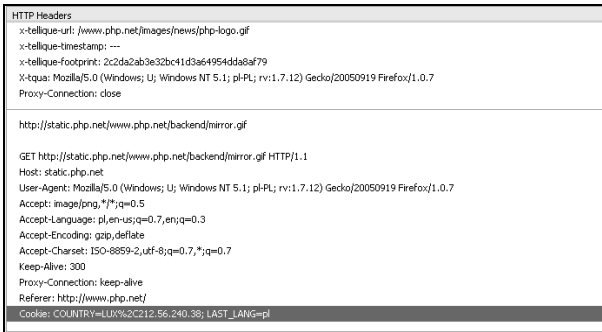 HTTP Headers
x-tellique-url: /www.php.net/images/news/php-logo.gif
x-tellique-timestamp: ---
x-tellique-footprint: 2c2da2ab3e32bc41d3a64954dda8af79
X-tqua: Mozilla/5.0 (Windows; U; Windows NT 5.1; pl-PL; rv:1.7.12) Gecko/20050919 Firefox/1.0.7
Proxy-Connection: close
http://static.php.net/www.php.net/backend/mirror.gif
GET http://static.php.net/www.php.net/backend/mirror.gif HTTP/1.1
Host: static.php.net
User-Agent: Mozilla/5.0 (Windows; U; Windows NT 5.1; pl-PL; rv:1.7.12) Gecko/20050919 Firefox/1.0.7
Accept: image/png,*/*;q=0.5
Accept-Language: pl,en-us;q=0.7,en;q=0.3
Accept-Encoding: gzip,deflate
Accept-Charset: ISO-8859-2,utf-8;q=0.7,*;q=0.7
Keep-Alive: 300
Proxy-Connection: keep-alive
Referer: http://www.php.net/
Cookie: COUNTRY=LUX%2C212.56.240.38; LAST_LANG=pl